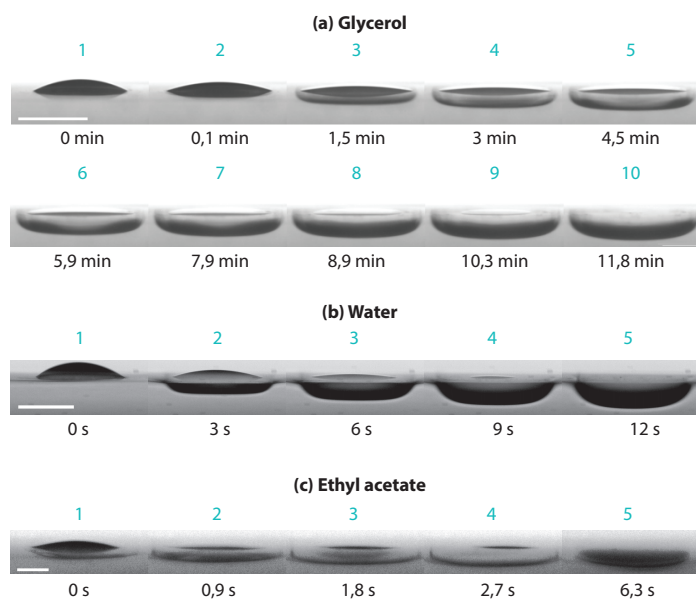 (a) Glycerol
1 2 3 4 5
0 min 0,1 min 1,5 min 3 min 4,5 min
6 7 8 9 10
5,9 min 7,9 min 8,9 min 10,3 min 11,8 min
(b) Water
1 2 3 4 5
0 s 3 s 6 s 9 s 12 s
(c) Ethyl acetate
1 2 3 4 5
0 s 0,9 s 1,8 s 2,7 s 6,3 s